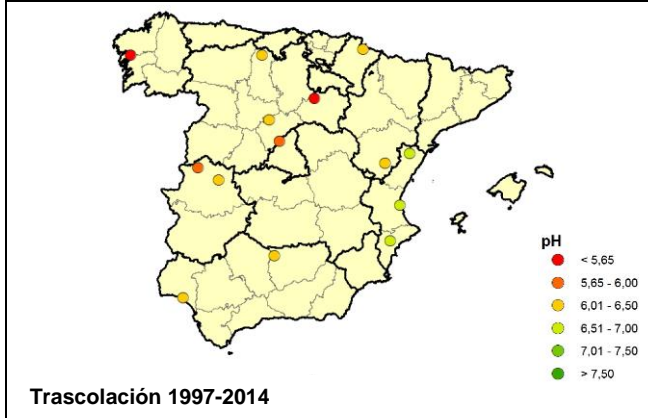 pH
< 5,65
5,65 - 6,00
6,01 - 6,50
6,51 - 7,00
7,01 - 7,50
> 7,50
Trascolación 1997-2014